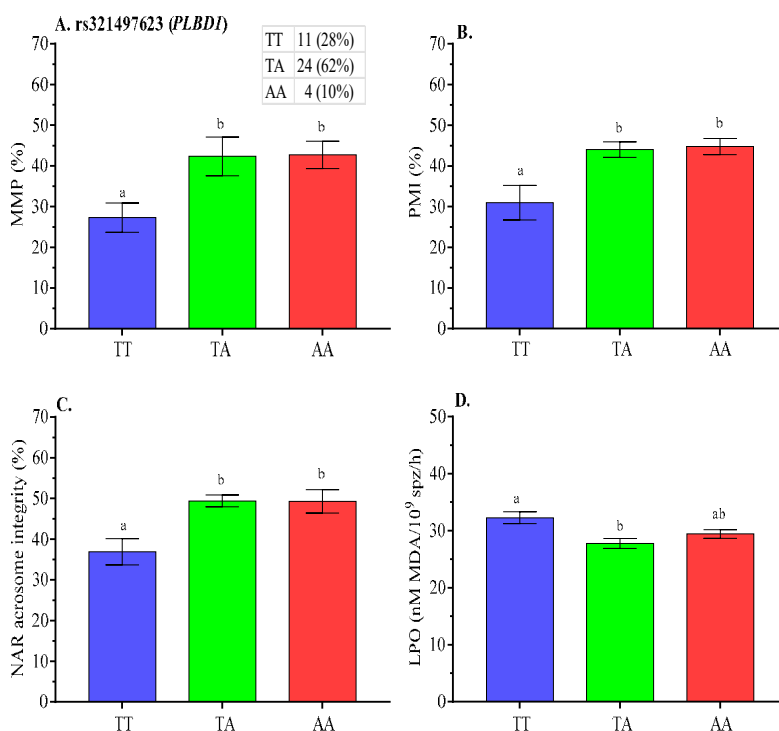 A. rs321497623 (PLBD1)
TT 11 (28%)
TA 24 (62%)
AA 4 (10%)
MMP (%)
70
60
50
40
30
20
10
0
a
b
b
TT TA AA
B.
PMI (%)
70
60
50
40
30
20
10
0
a
b
b
TT TA AA
C.
NAR acrosome integrity (%)
70
60
50
40
30
20
10
0
a
b
b
TT TA AA
D.
LPO (nM MDA/10⁹ spz/h)
50
40
30
20
10
0
a
b
ab
TT TA AA